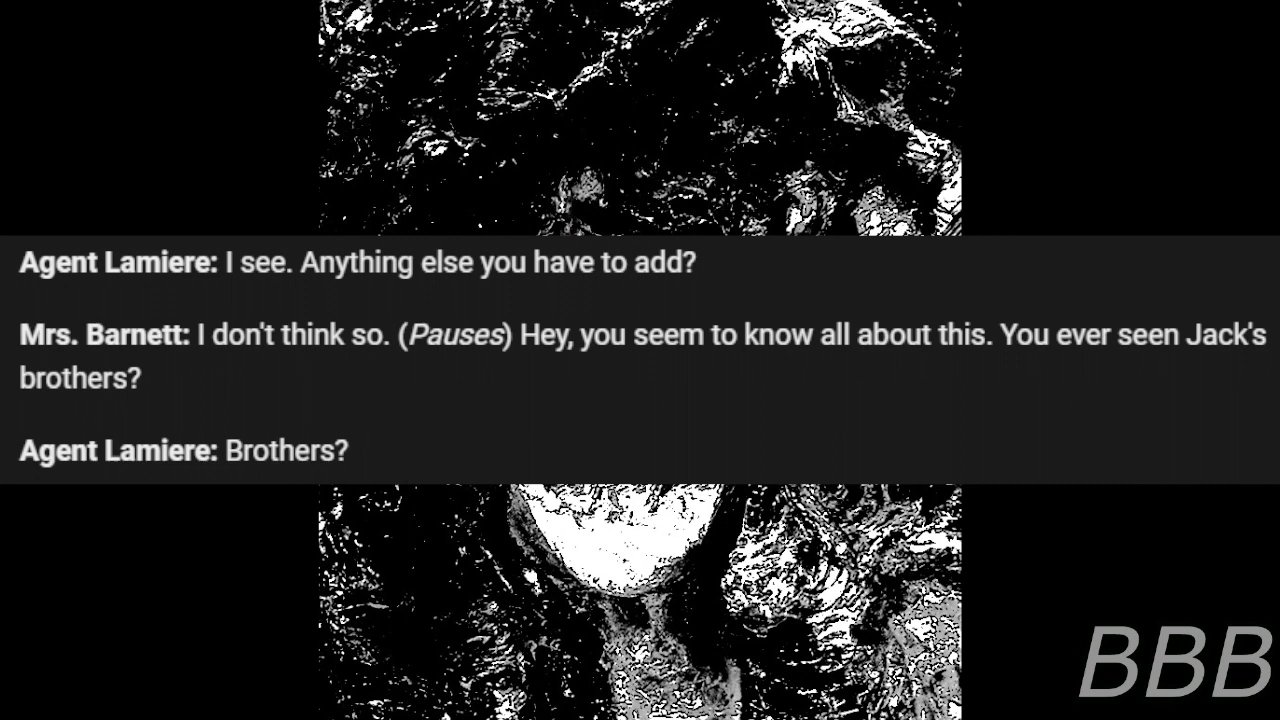 Agent Lamiere: I see. Anything else you have to add?
Mrs. Barnett: I don't think so. (Pauses) Hey, you seem to know all about this. You ever seen Jack's
brothers?
Agent Lamiere: Brothers?
BBB